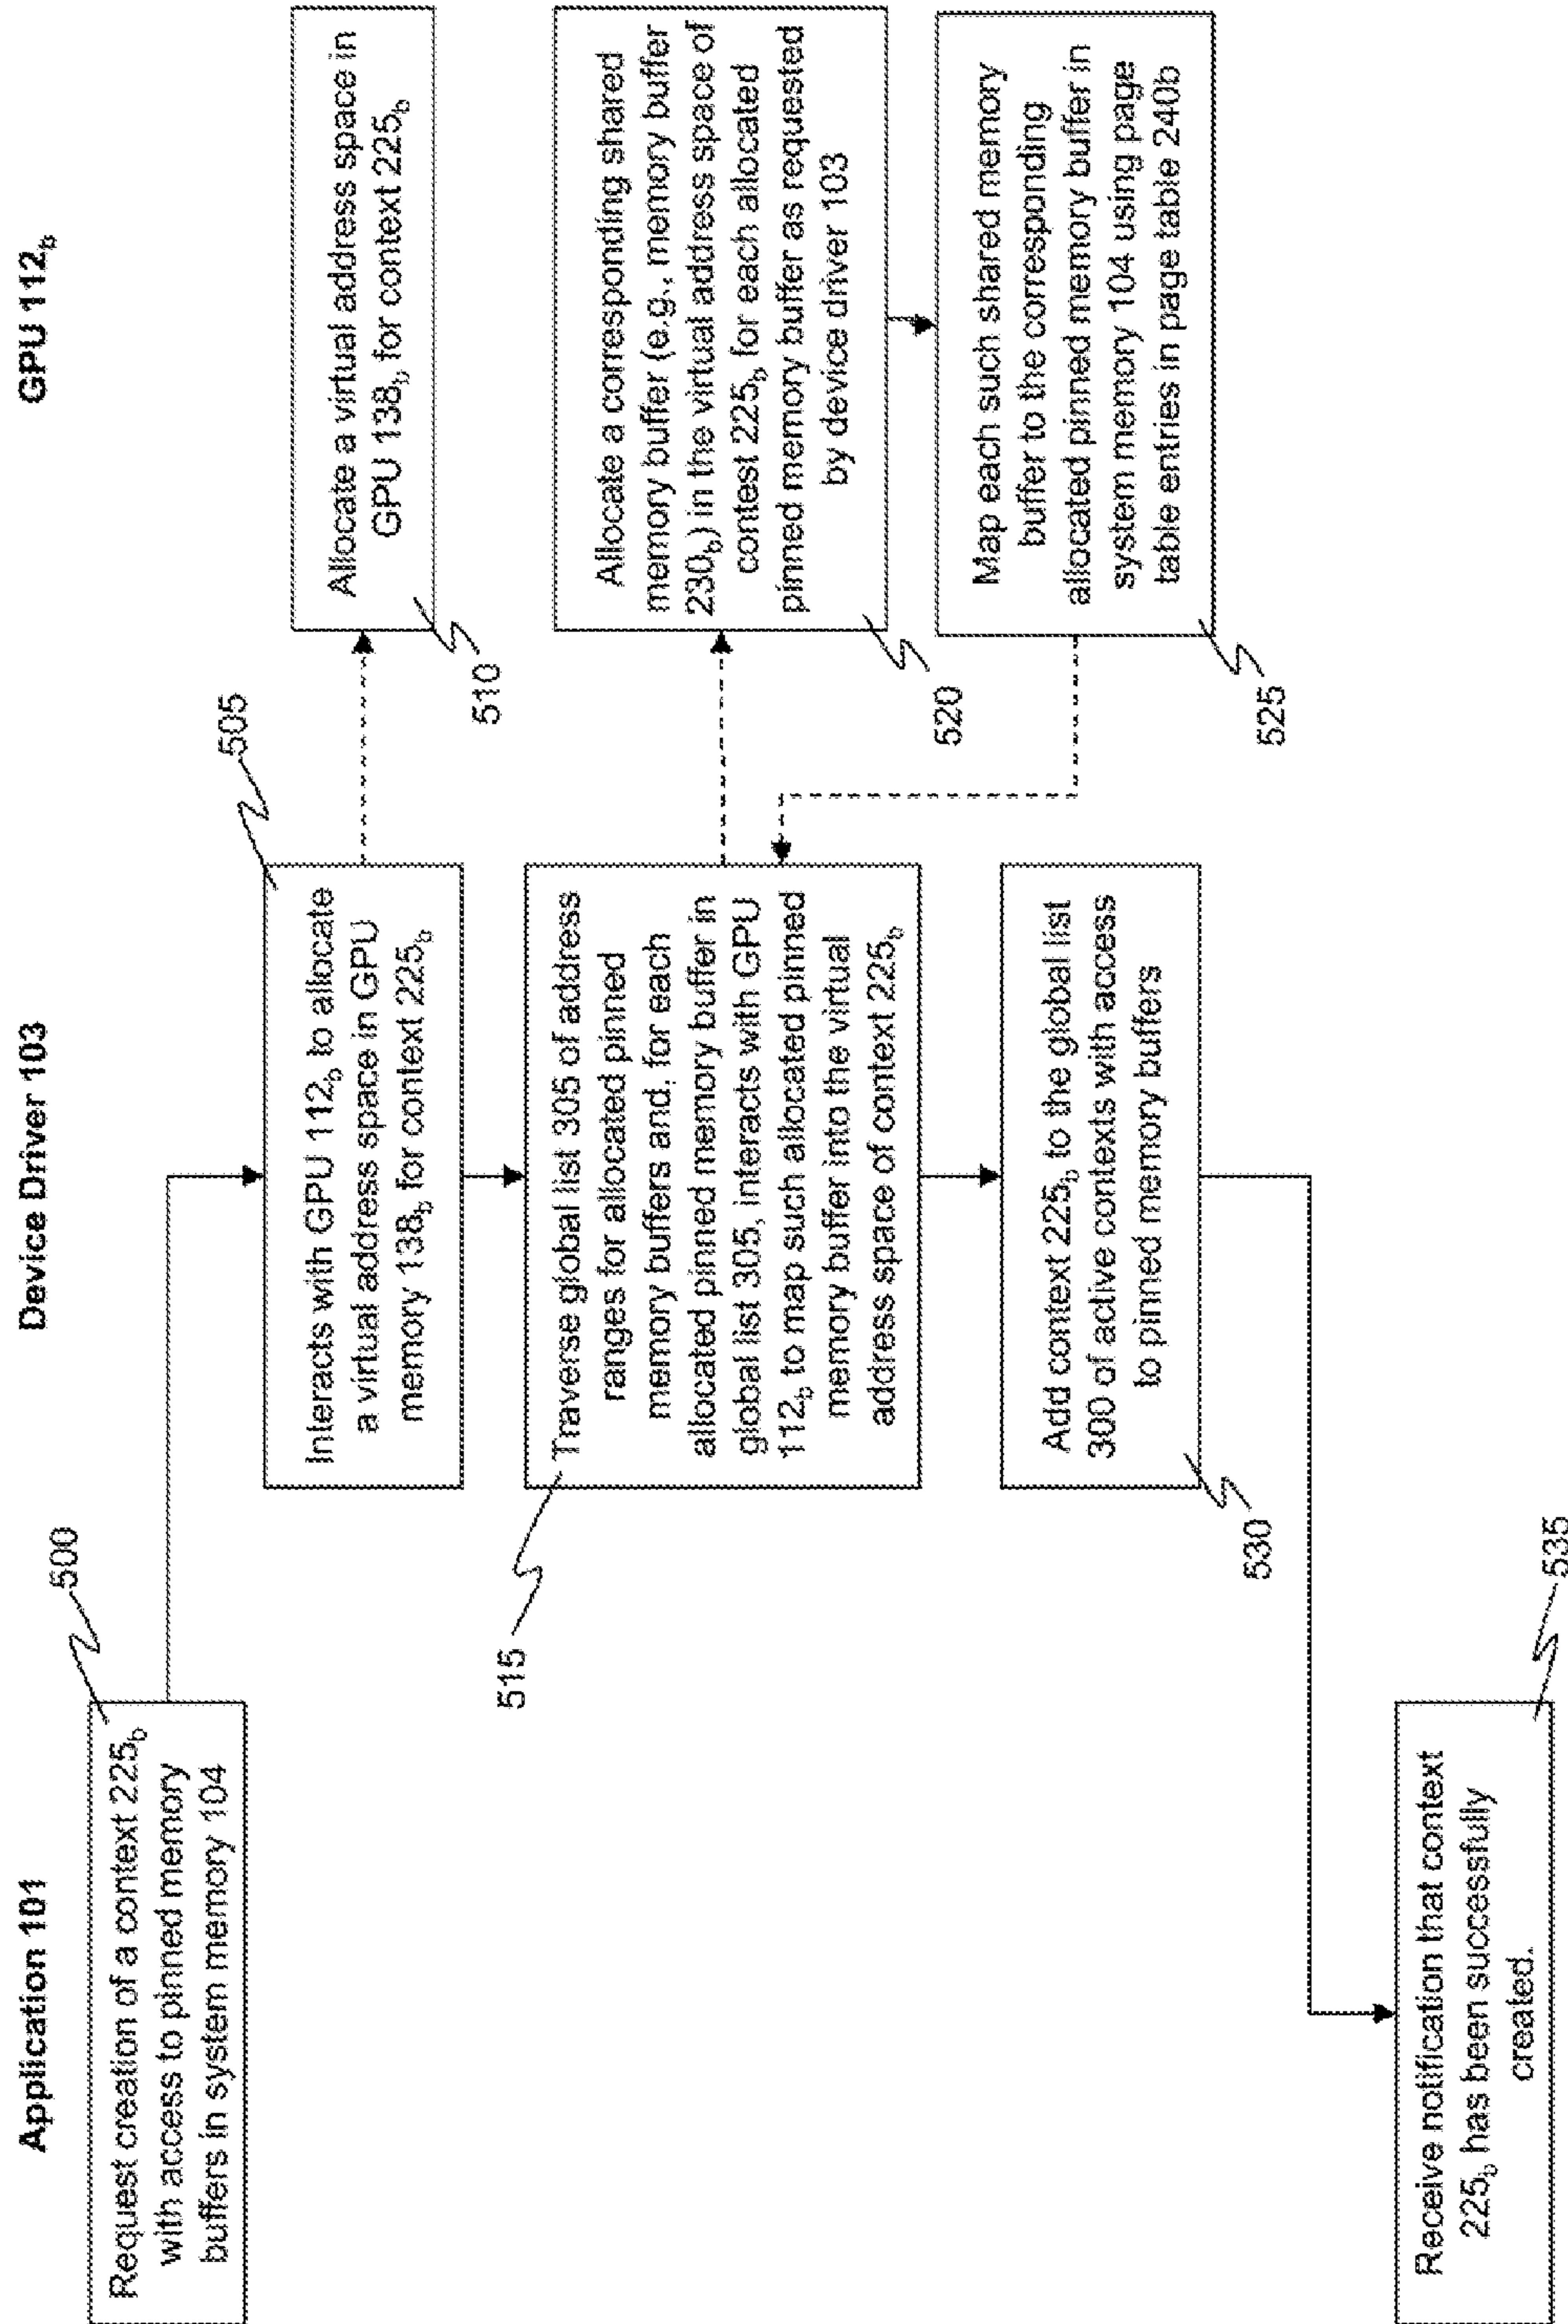 Application 101
Device Driver 103
GPU 112b
500
Request creation of a context 225b
with access to pinned memory
buffers in system memory 104
505
Interacts with GPU 112b to allocate
a virtual address space in GPU
memory 138b for context 225b
Allocate a virtual address space in
GPU 138b for context 225b
510
515
Traverse global list 305 of address
ranges for allocated pinned
memory buffers and, for each
allocated pinned memory buffer in
global list 305, interacts with GPU
112b to map such allocated pinned
memory buffer into the virtual
address space of context 225b
Allocate a corresponding shared
memory buffer (e.g., memory buffer
230b) in the virtual address space of
contest 225b for each allocated
pinned memory buffer as requested
by device driver 103
520
Map each such shared memory
buffer to the corresponding
allocated pinned memory buffer in
system memory 104 using page
table entries in page table 240b
525
Add context 225b to the global list
300 of active contexts with access
to pinned memory buffers
530
Receive notification that context
225b has been successfully
created.
535